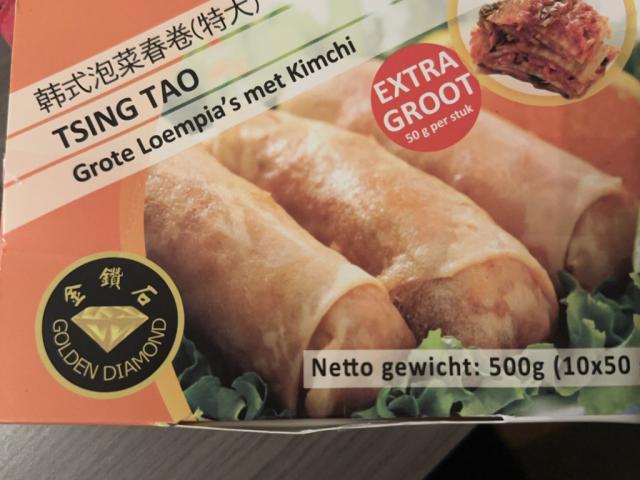 韩式泡菜春卷(特大)
TSING TAO
Grote Loempia's met Kimchi
EXTRA
GROOT
50 g per stuk
金鑽石
GOLDEN DIAMOND
Netto gewicht: 500g (10x50